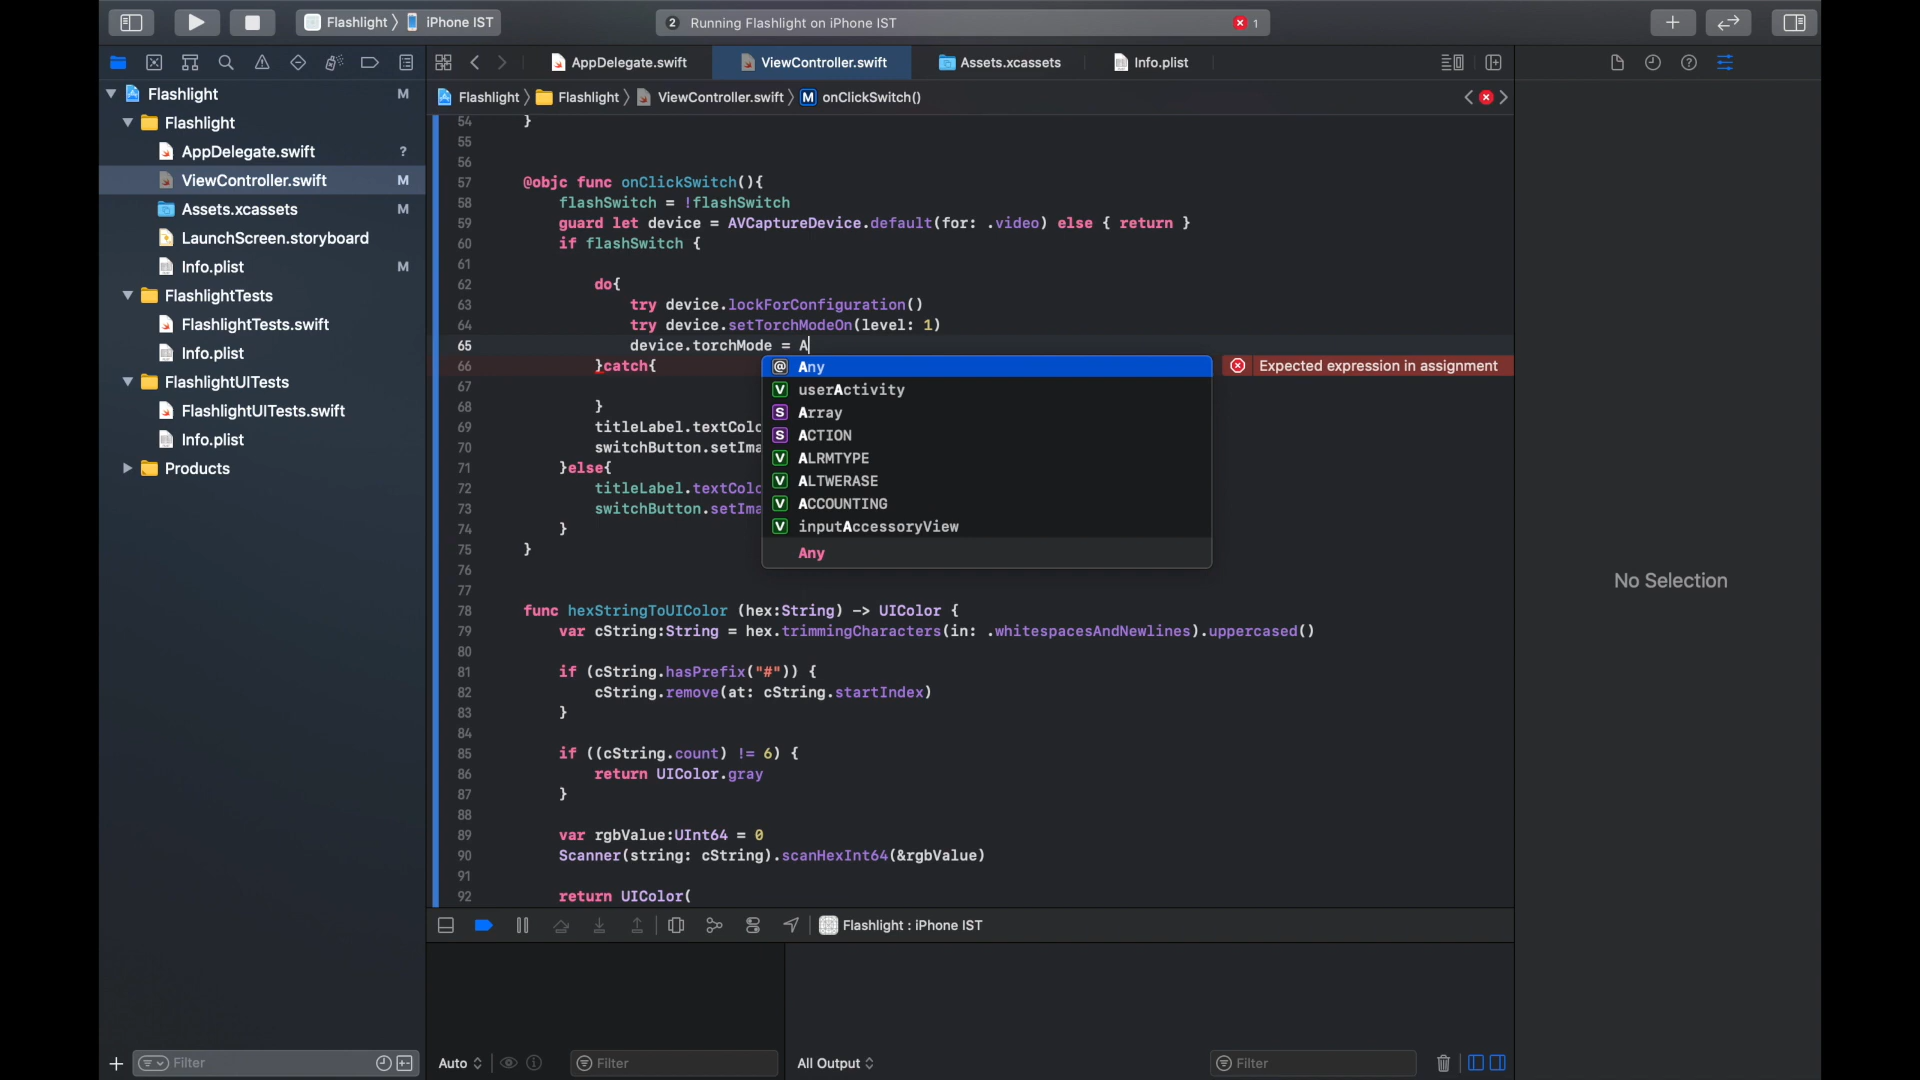 Flashlight 〉 iPhone IST
2 Running Flashlight on iPhone IST 1
AppDelegate.swift
ViewController.swift
Assets.xcassets
Info.plist
Flashlight 〉 Flashlight 〉 ViewController.swift 〉 M onClickSwitch()
Flashlight M
Flashlight
AppDelegate.swift ?
ViewController.swift M
Assets.xcassets M
LaunchScreen.storyboard
Info.plist M
FlashlightTests
FlashlightTests.swift
Info.plist
FlashlightUITests
FlashlightUITests.swift
Info.plist
Products
54 }
55
56
57 @objc func onClickSwitch(){
58 flashSwitch = !flashSwitch
59 guard let device = AVCaptureDevice.default(for: .video) else { return }
60 if flashSwitch {
61
62 do{
63 try device.lockForConfiguration()
64 try device.setTorchModeOn(level: 1)
65 device.torchMode = A
66 }catch{
Expected expression in assignment
67
68 }
69 titleLabel.textColo
70 switchButton.setIma
71 }else{
72 titleLabel.textColo
73 switchButton.setIma
74 }
75 }
76
77
@ Any
V userActivity
S Array
S ACTION
V ALRMTYPE
V ALTWERASE
V ACCOUNTING
V inputAccessoryView
Any
78 func hexStringToUIColor (hex:String) -> UIColor {
79 var cString:String = hex.trimmingCharacters(in: .whitespacesAndNewlines).uppercased()
80
81 if (cString.hasPrefix("#")) {
82 cString.remove(at: cString.startIndex)
83 }
84
85 if ((cString.count) != 6) {
86 return UIColor.gray
87 }
88
89 var rgbValue:UInt64 = 0
90 Scanner(string: cString).scanHexInt64(&rgbValue)
91
92 return UIColor(
No Selection
Flashlight : iPhone IST
Filter
Auto
Filter
All Output
Filter